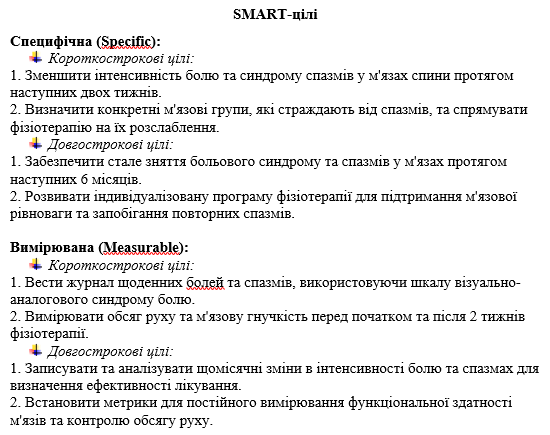 SMART-цілі
Специфічна (Specific):
Короткострокові цілі:
1. Зменшити інтенсивність болю та синдрому спазмів у м'язах спини протягом
наступних двох тижнів.
2. Визначити конкретні м'язові групи, які страждають від спазмів, та спрямувати
фізіотерапію на їх розслаблення.
Довгострокові цілі:
1. Забезпечити стале зняття больового синдрому та спазмів у м'язах протягом
наступних 6 місяців.
2. Розвивати індивідуалізовану програму фізіотерапії для підтримання м'язової
рівноваги та запобігання повторних спазмів.
Вимірювана (Measurable):
Короткострокові цілі:
1. Вести журнал щоденних болей та спазмів, використовуючи шкалу візуально-
аналогового синдрому болю.
2. Вимірювати обсяг руху та м'язову гнучкість перед початком та після 2 тижнів
фізіотерапії.
Довгострокові цілі:
1. Записувати та аналізувати щомісячні зміни в інтенсивності болю та спазмах для
визначення ефективності лікування.
2. Встановити метрики для постійного вимірювання функціональної здатності
м'язів та контролю обсягу руху.